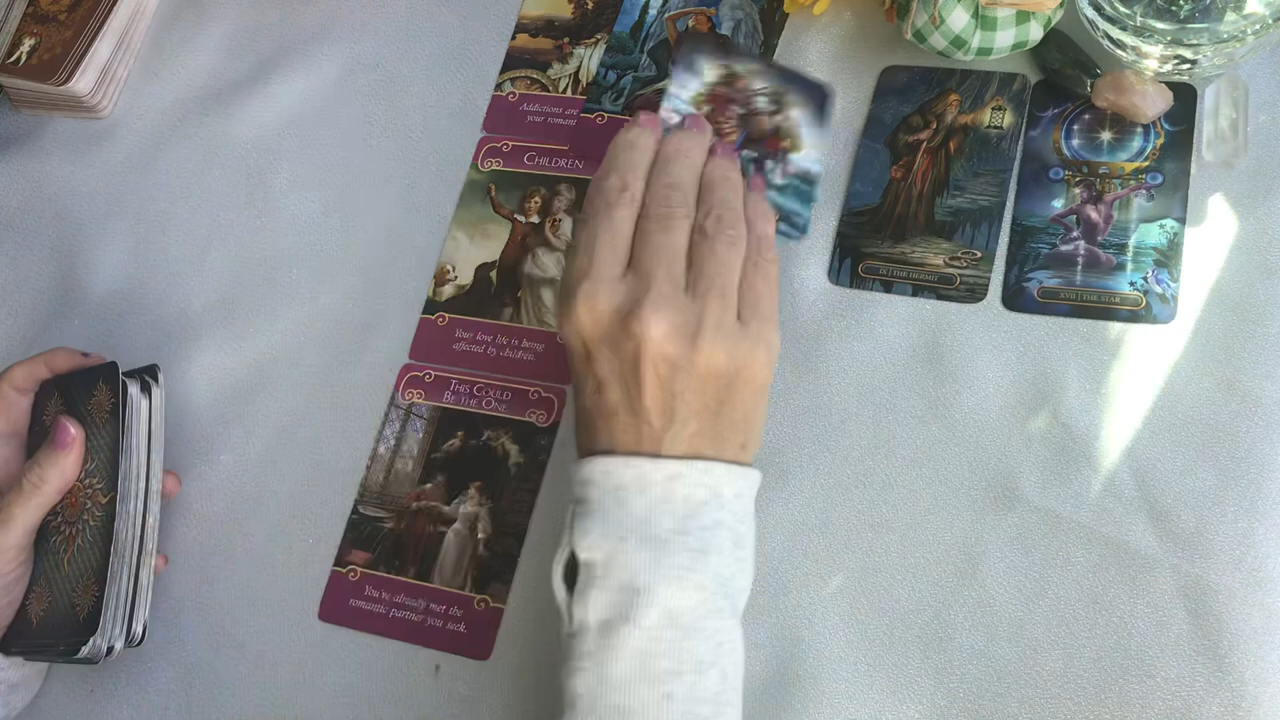 Addictions are
your romant
CHILDREN
Your love life is being
affected by children.
THIS COULD
BE THE ONE
You've already met the
romantic partner you seek.
IX | THE HERMIT
XVII | THE STAR